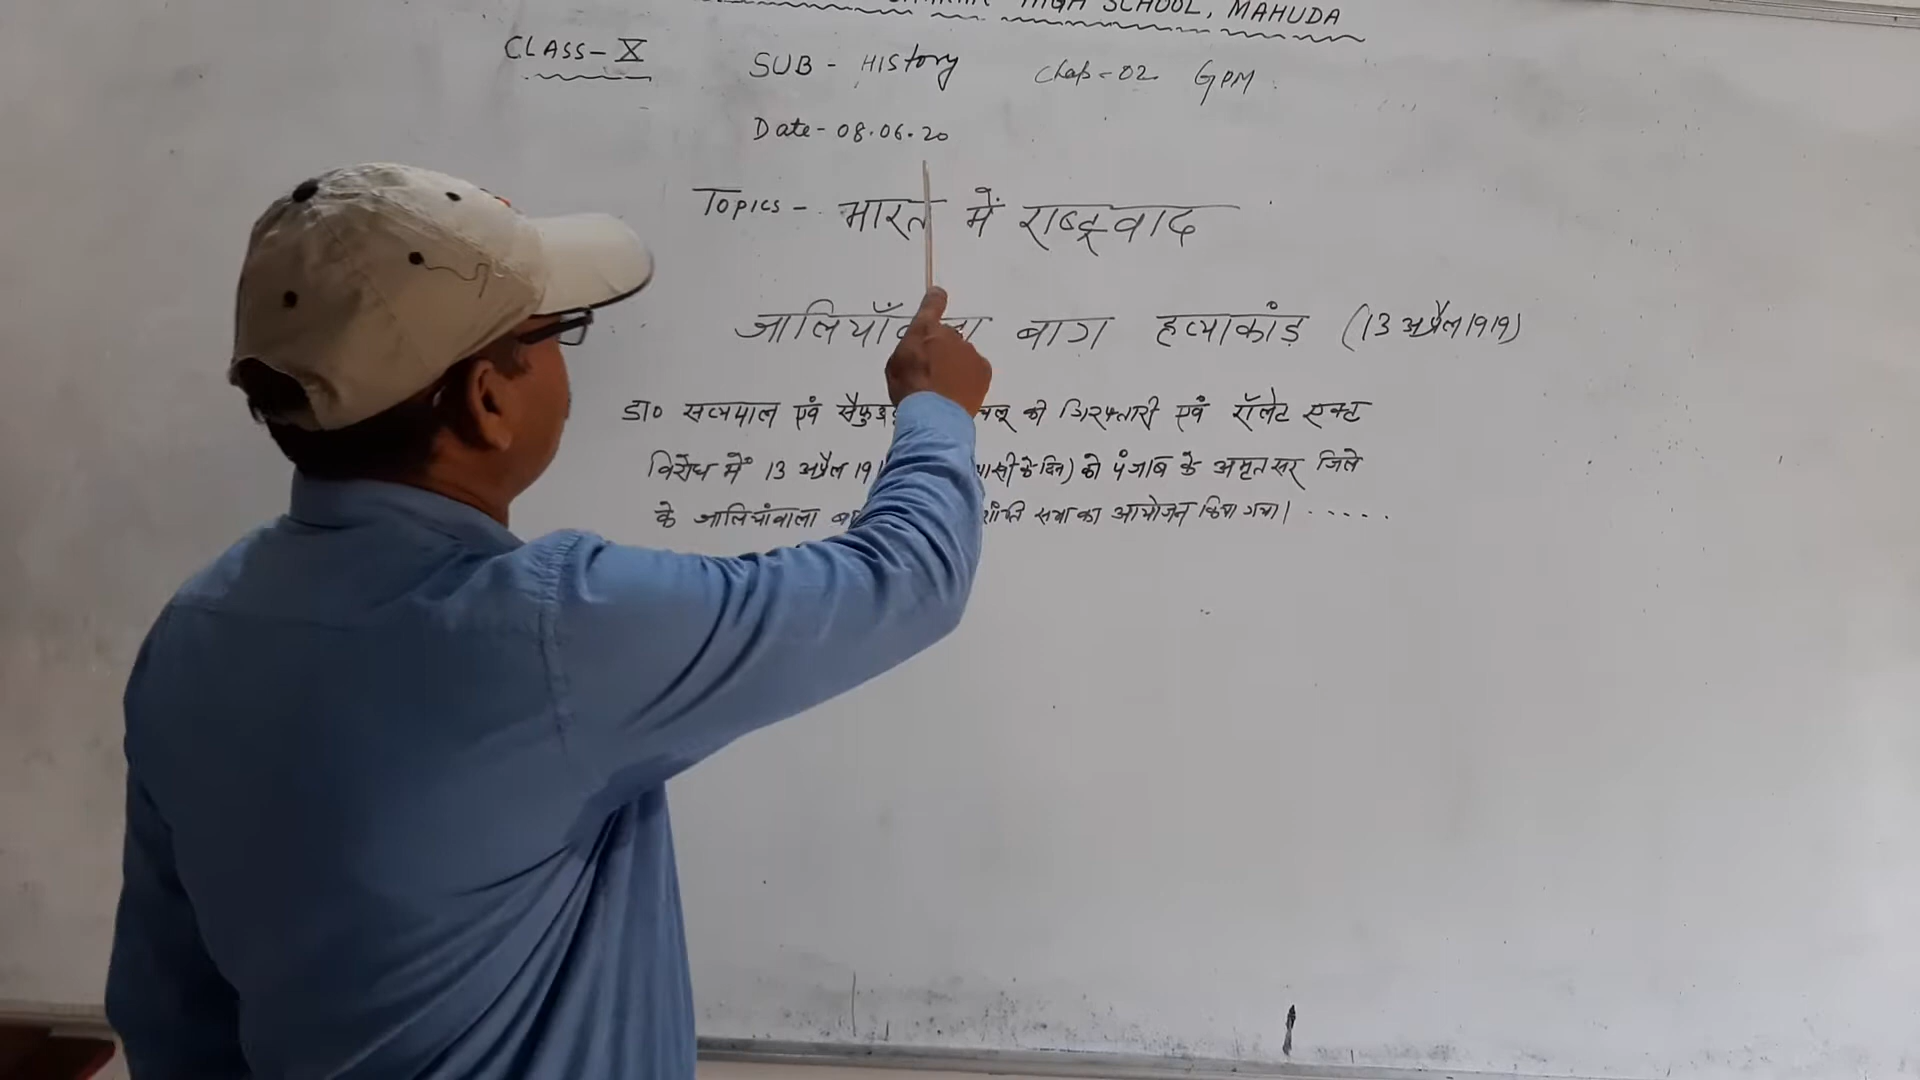 HIGH SCHOOL, MAHUDA
CLASS-X SUB - HIStory Chap-02 GPM
Date-08.06.20
TOPICS - भारत में राष्ट्रवाद
बाग हत्याकांड (13 अप्रैल 1919)
डा० सत्यपाल एवं की गिरफ्तारी एवं रॉलेट एक्ट
विरोध में 13 अप्रैल के दिन) को पंजाब के अमृतसर जिले
के जालियांवाला सभा का आयोजन किया गया। .....